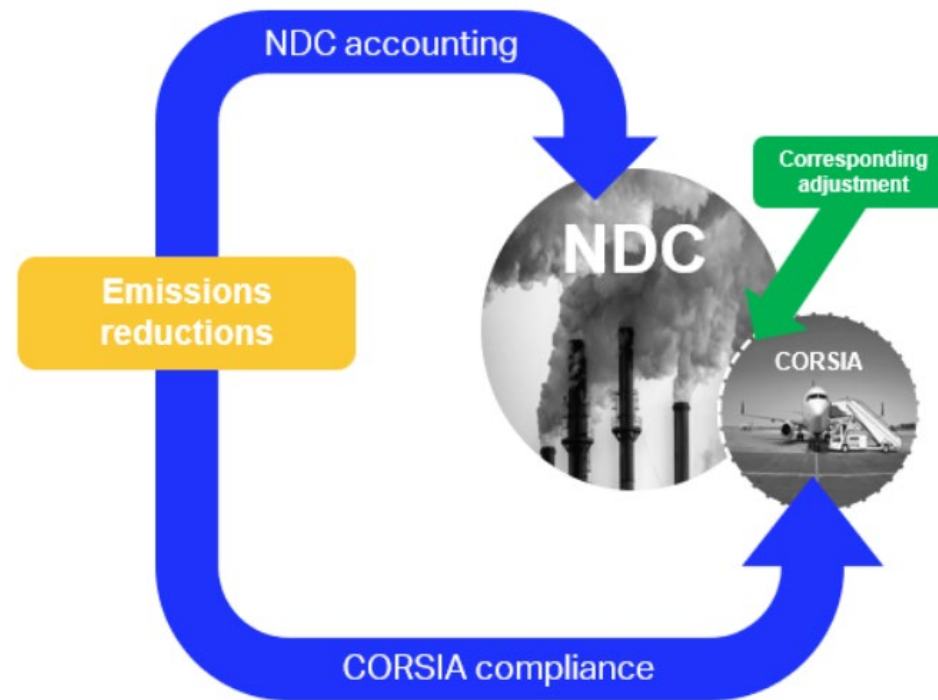 NDC accounting
Corresponding
adjustment
NDC
Emissions
reductions
CORSIA
CORSIA compliance